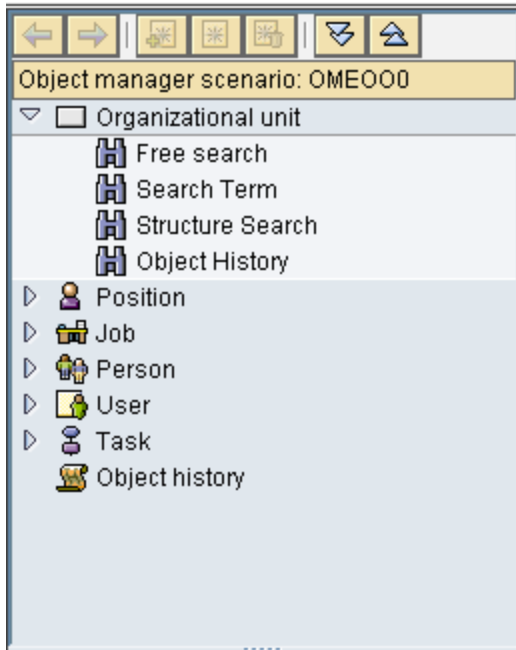 Object manager scenario: OMEOO0
Organizational unit
Free search
Search Term
Structure Search
Object History
Position
Job
Person
User
Task
Object history